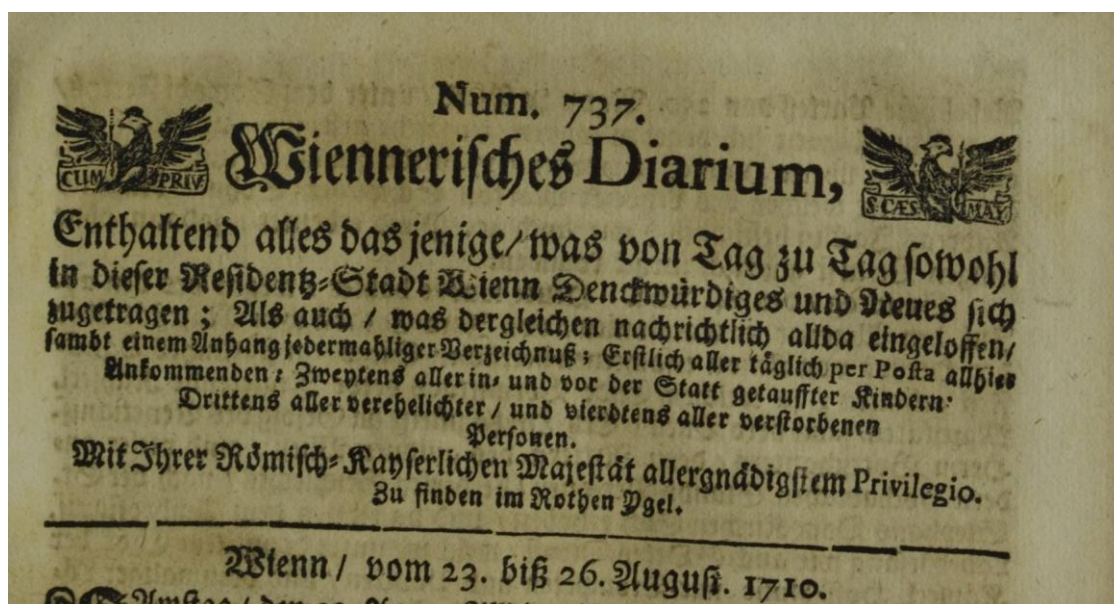 Num. 737.
CUM PRIV
Wiennerisches Diarium,
S. CÆS MAY
Enthaltend alles das jenige / was von Tag zu Tag sowohl
in dieser Residentz-Stadt Wienn Denckwürdiges und Neues sich
zugetragen ; Als auch / was dergleichen nachrichtlich allda eingeloffen /
sambt einem Anhang jedermahliger Verzeichnuß ; Erstlich aller täglich per Posta allhier
Ankommenden : Zweytens aller in- und vor der Statt getauffter Kindern:
Drittens aller verehelichter / und vierdtens aller verstorbenen
Personen.
Mit Ihrer Römisch-Kayserlichen Majestät allergnädigstem Privilegio.
Zu finden im Rothen Ygel.
Wienn / vom 23. biß 26. August. 1710.